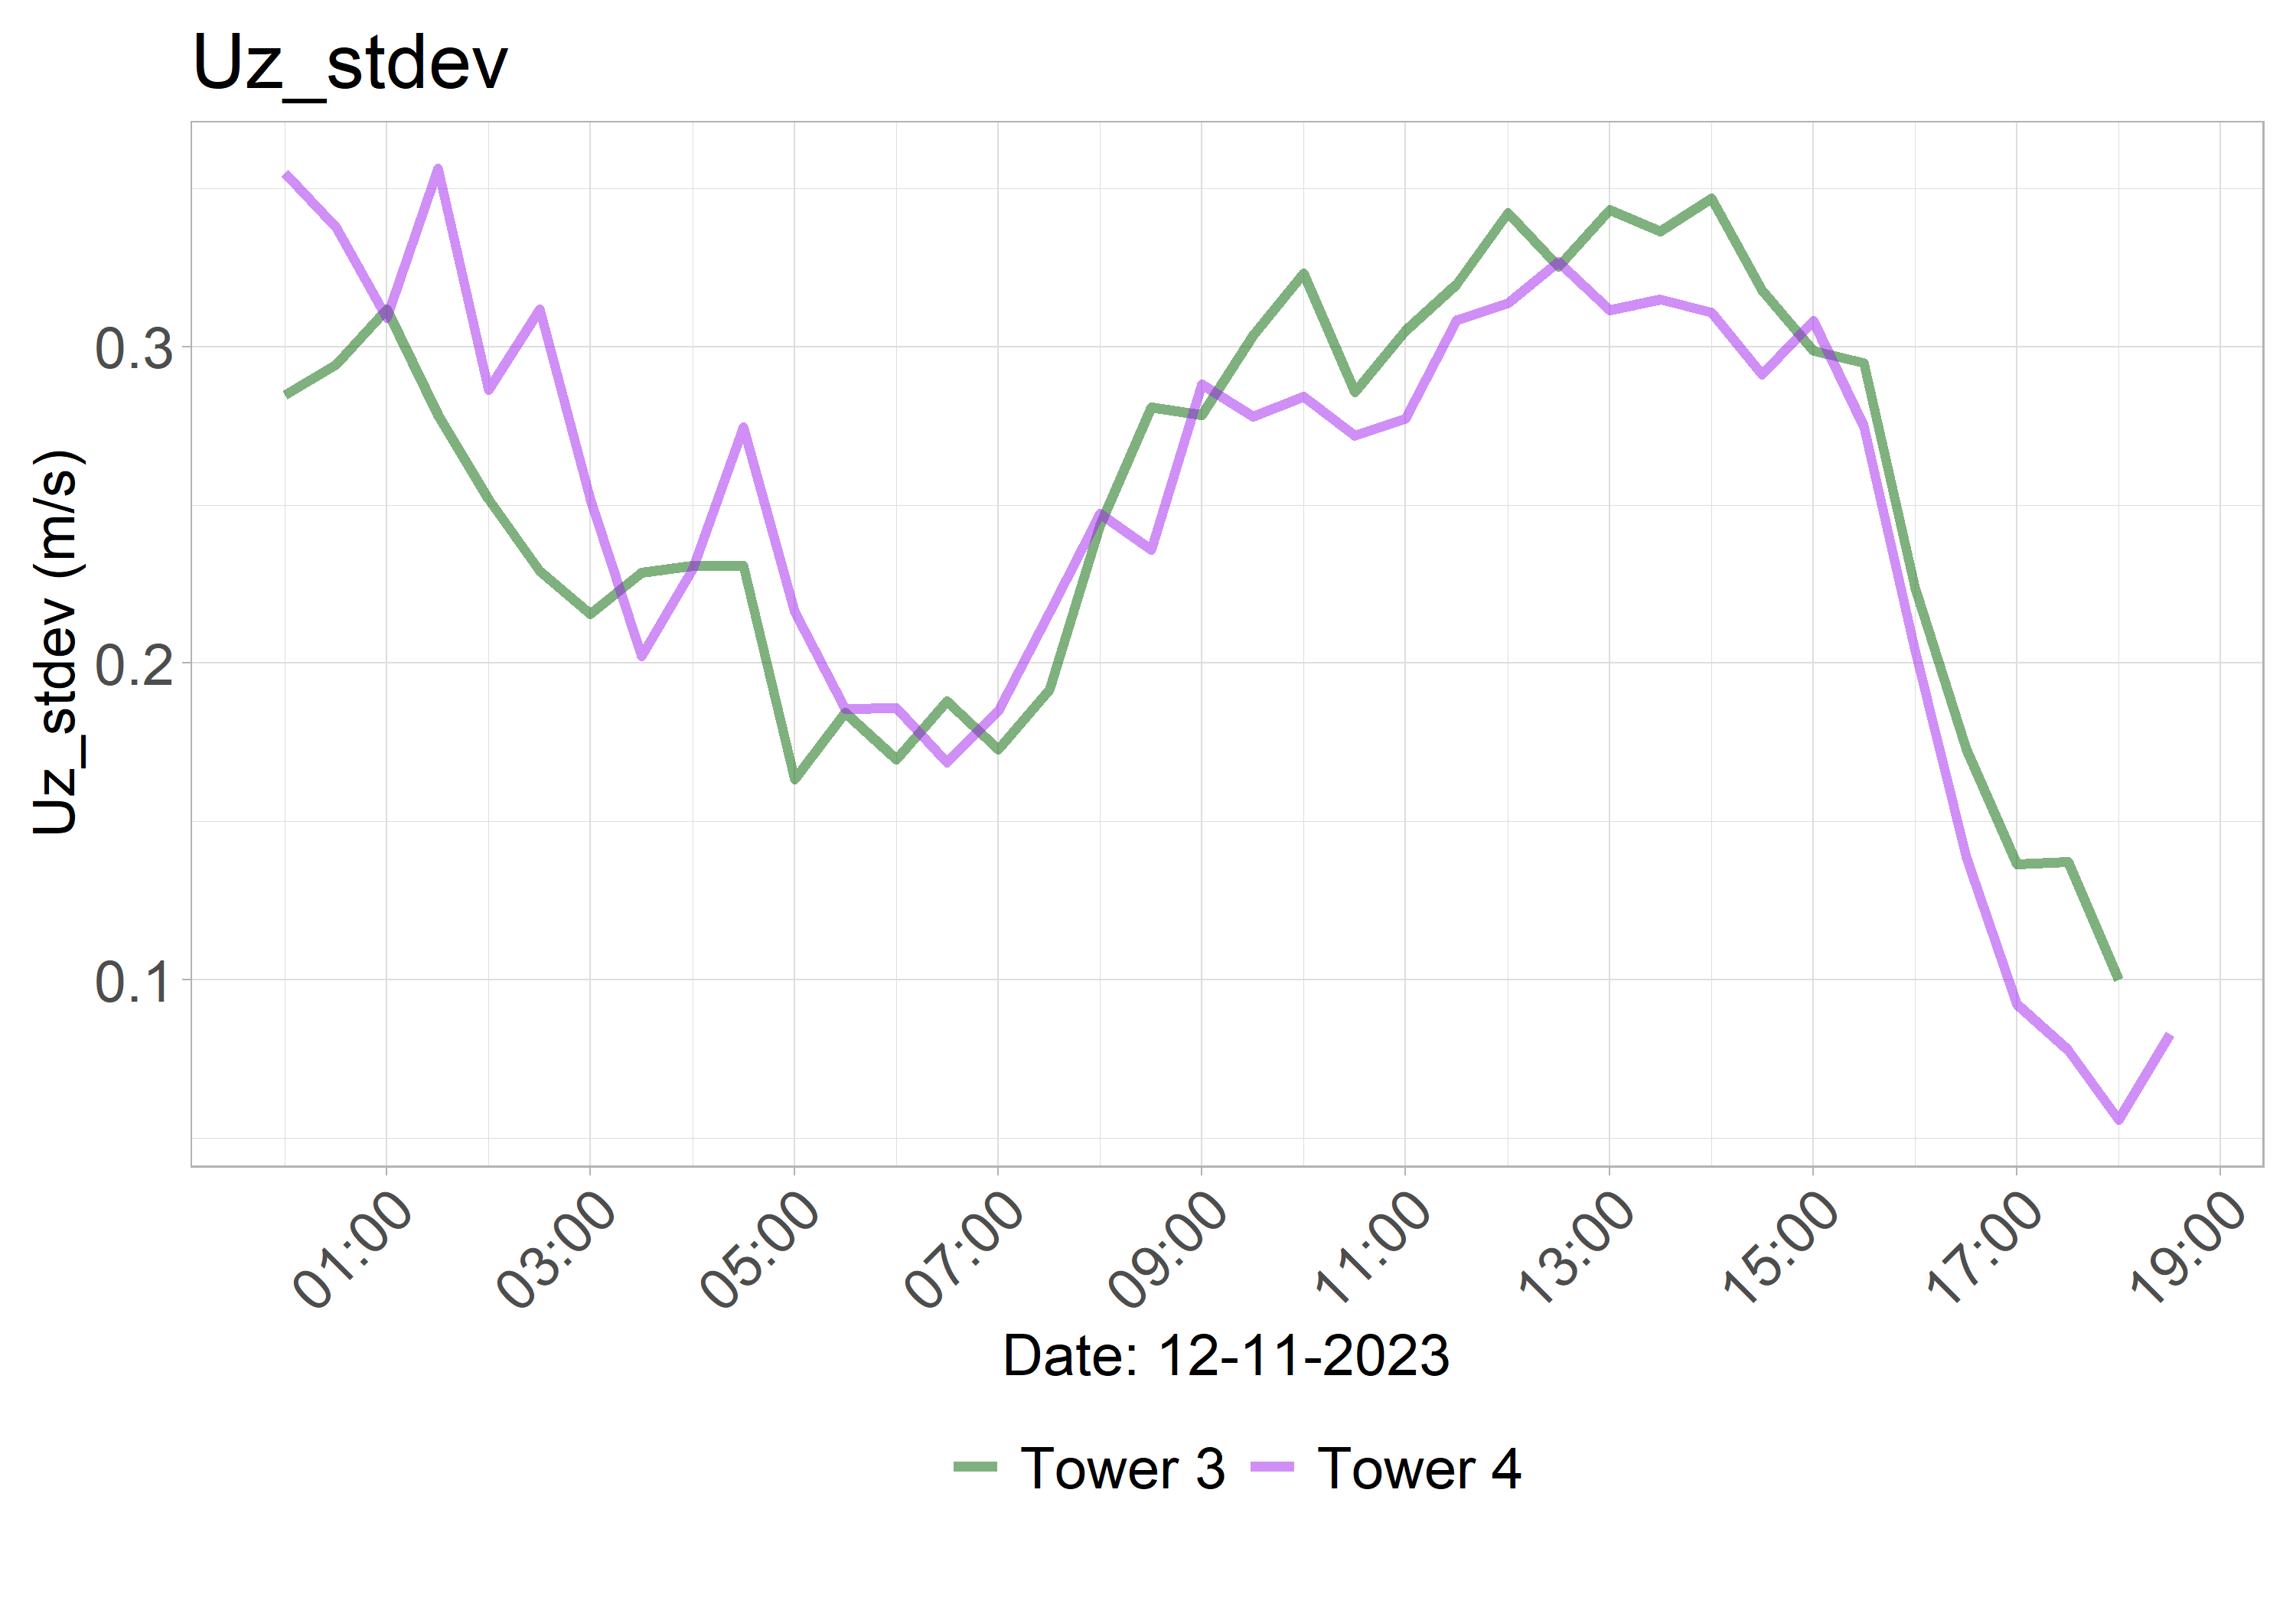 Uz_stdev
Uz_stdev (m/s)
0.3
0.2
0.1
01:00 03:00 05:00 07:00 09:00 11:00 13:00 15:00 17:00 19:00
Date: 12-11-2023
Tower 3 Tower 4